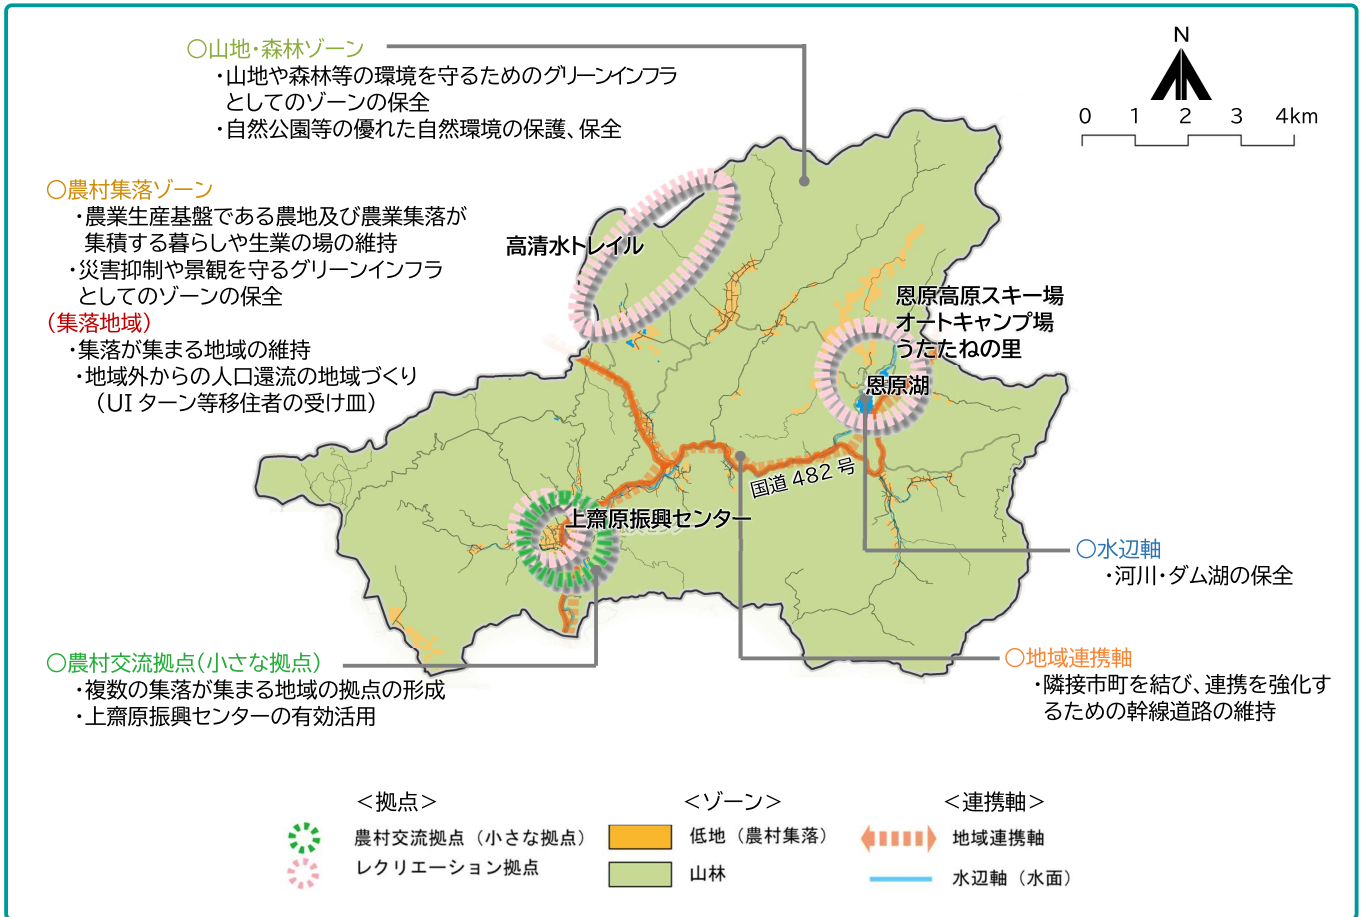 ○山地・森林ゾーン
・山地や森林等の環境を守るためのグリーンインフラ
としてのゾーンの保全
・自然公園等の優れた自然環境の保護、保全
N
0 1 2 3 4km
○農村集落ゾーン
・農業生産基盤である農地及び農業集落が
集積する暮らしや生業の場の維持
・災害抑制や景観を守るグリーンインフラ
としてのゾーンの保全
(集落地域)
・集落が集まる地域の維持
・地域外からの人口還流の地域づくり
(UIターン等移住者の受け皿)
高清水トレイル
恩原高原スキー場
オートキャンプ場
うたたねの里
恩原湖
国道482号
上齋原振興センター
○水辺軸
・河川・ダム湖の保全
○農村交流拠点(小さな拠点)
・複数の集落が集まる地域の拠点の形成
・上齋原振興センターの有効活用
○地域連携軸
・隣接市町を結び、連携を強化す
るための幹線道路の維持
<拠点>
農村交流拠点(小さな拠点)
レクリエーション拠点
<ゾーン>
低地(農村集落)
山林
<連携軸>
地域連携軸
水辺軸(水面)